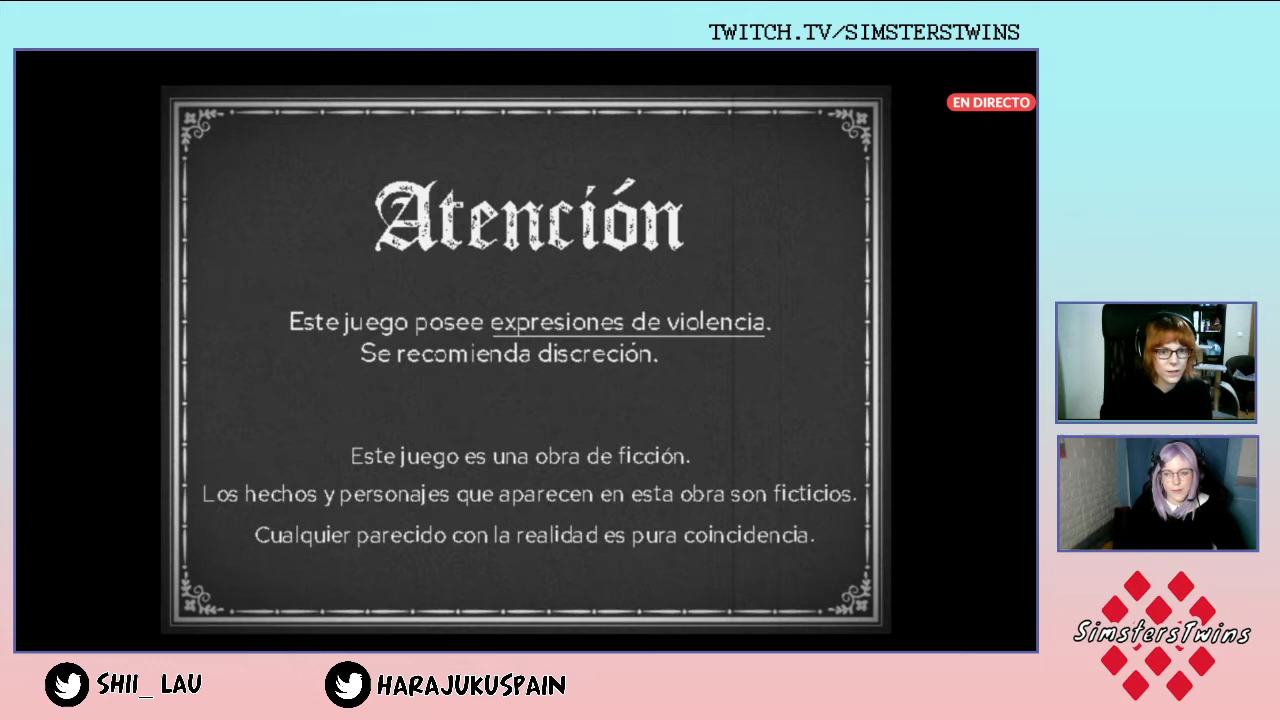 TWITCH.TV/SIMSTERSTWINS
EN DIRECTO
Atención
Este juego posee expresiones de violencia.
Se recomienda discreción.
Este juego es una obra de ficción.
Los hechos y personajes que aparecen en esta obra son ficticios.
Cualquier parecido con la realidad es pura coincidencia.
SimstersTwins
SHII_ LAU
HARAJUKUSPAIN